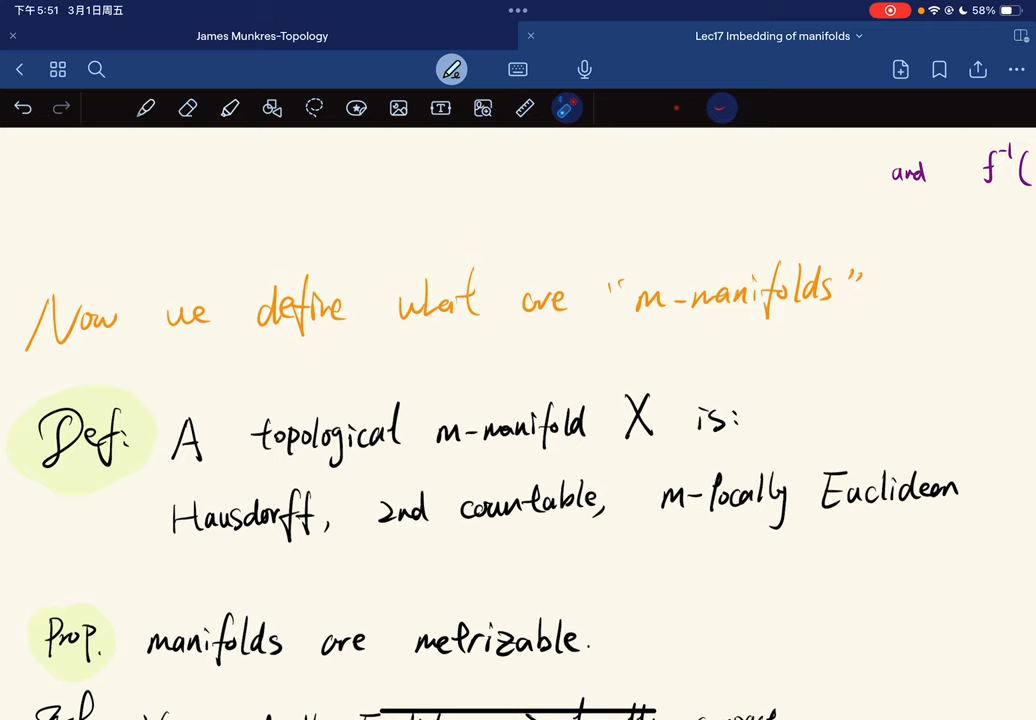 下午5:51 3月1日周五
58%
James Munkres-Topology
Lec17 Imbedding of manifolds
and f⁻¹(
Now we define what are "m-manifolds"
Def: A topological m-manifold X is:
Hausdorff, 2nd countable, m-locally Euclidean
Prop. manifolds are metrizable.